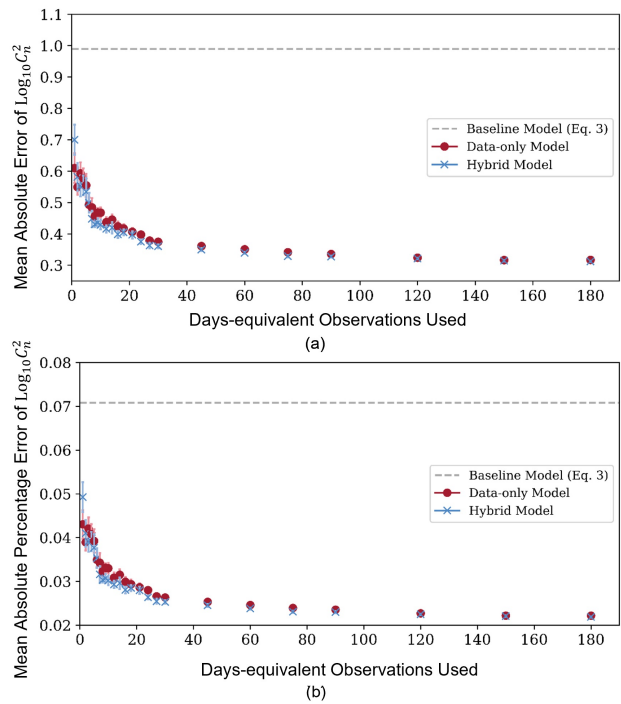 Mean Absolute Error of Log₁₀C²ₙ
1.1
1.0
0.9
0.8
0.7
0.6
0.5
0.4
0.3
Baseline Model (Eq. 3)
Data-only Model
Hybrid Model
0 20 40 60 80 100 120 140 160 180
Days-equivalent Observations Used
(a)
Mean Absolute Percentage Error of Log₁₀C²ₙ
0.08
0.07
0.06
0.05
0.04
0.03
0.02
Baseline Model (Eq. 3)
Data-only Model
Hybrid Model
0 20 40 60 80 100 120 140 160 180
Days-equivalent Observations Used
(b)